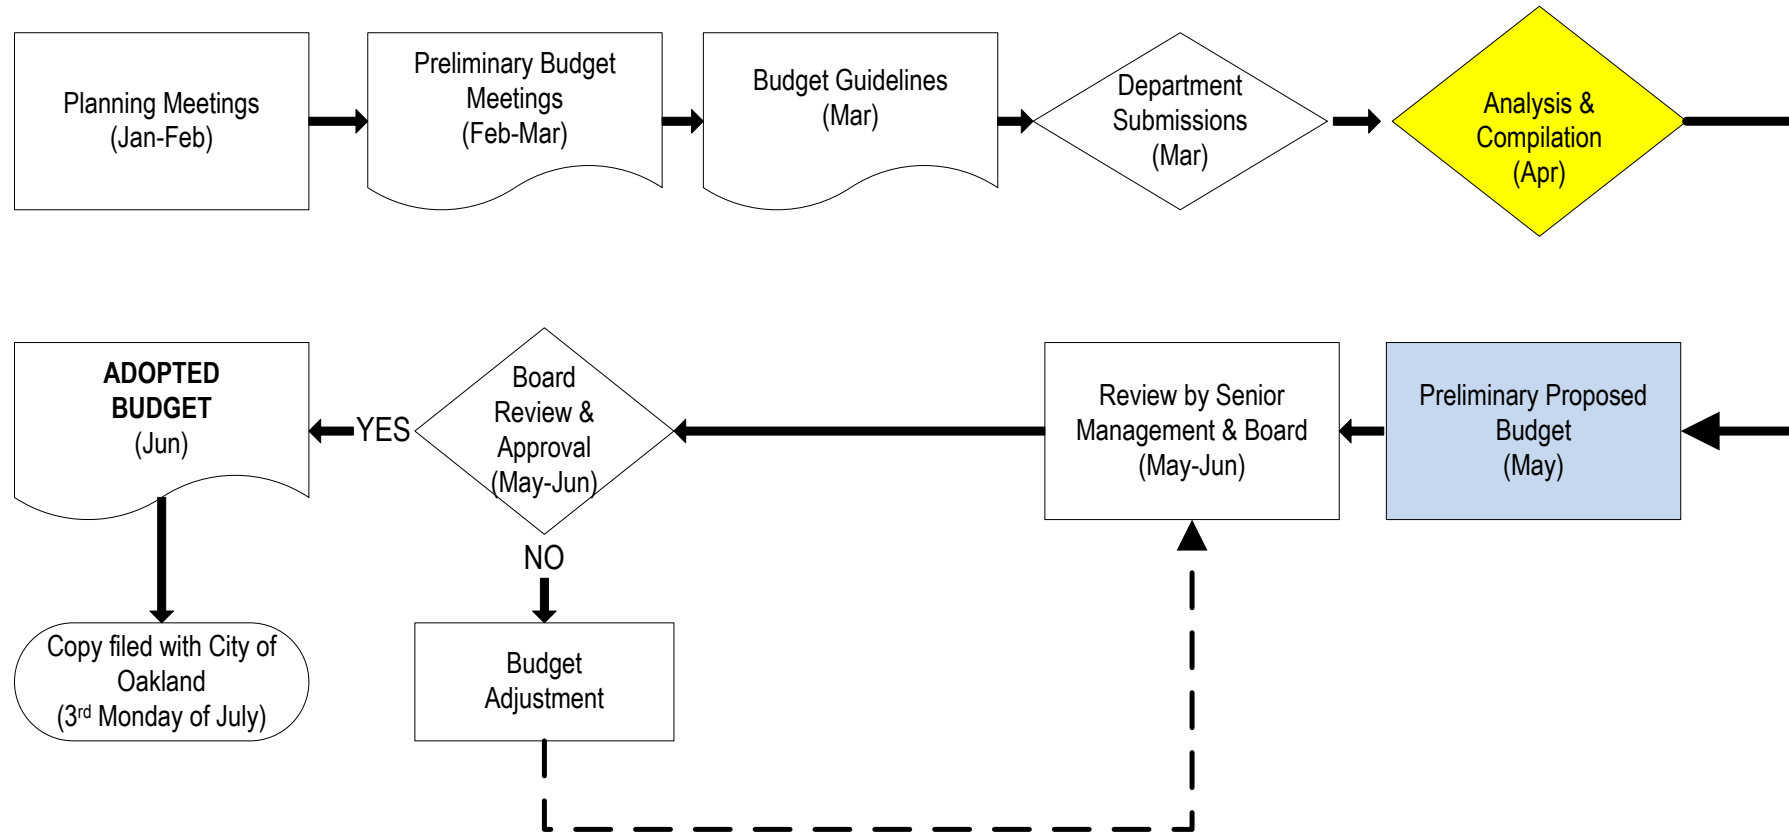 Planning Meetings
(Jan-Feb)
Preliminary Budget
Meetings
(Feb-Mar)
Budget Guidelines
(Mar)
Department
Submissions
(Mar)
Analysis &
Compilation
(Apr)
ADOPTED
BUDGET
(Jun)
YES
Board
Review &
Approval
(May-Jun)
Review by Senior
Management & Board
(May-Jun)
Preliminary Proposed
Budget
(May)
NO
Copy filed with City of
Oakland
(3rd Monday of July)
Budget
Adjustment